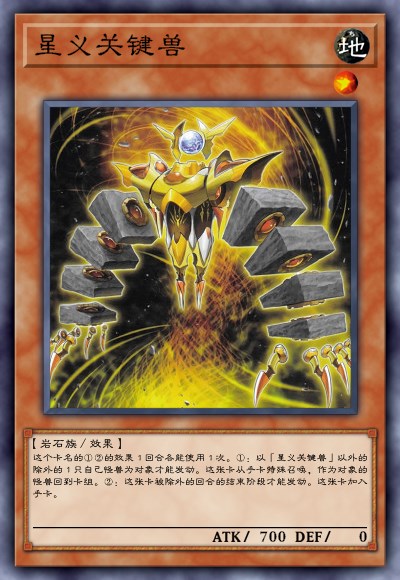 星义关键兽
地
【岩石族／效果】
这个卡名的①②的效果1回合各能使用1次。①：以「星义关键兽」以外的
除外的1只自己怪兽为对象才能发动。这张卡从手卡特殊召唤，作为对象的
怪兽回到卡组。②：这张卡被除外的回合的结束阶段才能发动。这张卡加入
手卡。
ATK/ 700 DEF/ 0